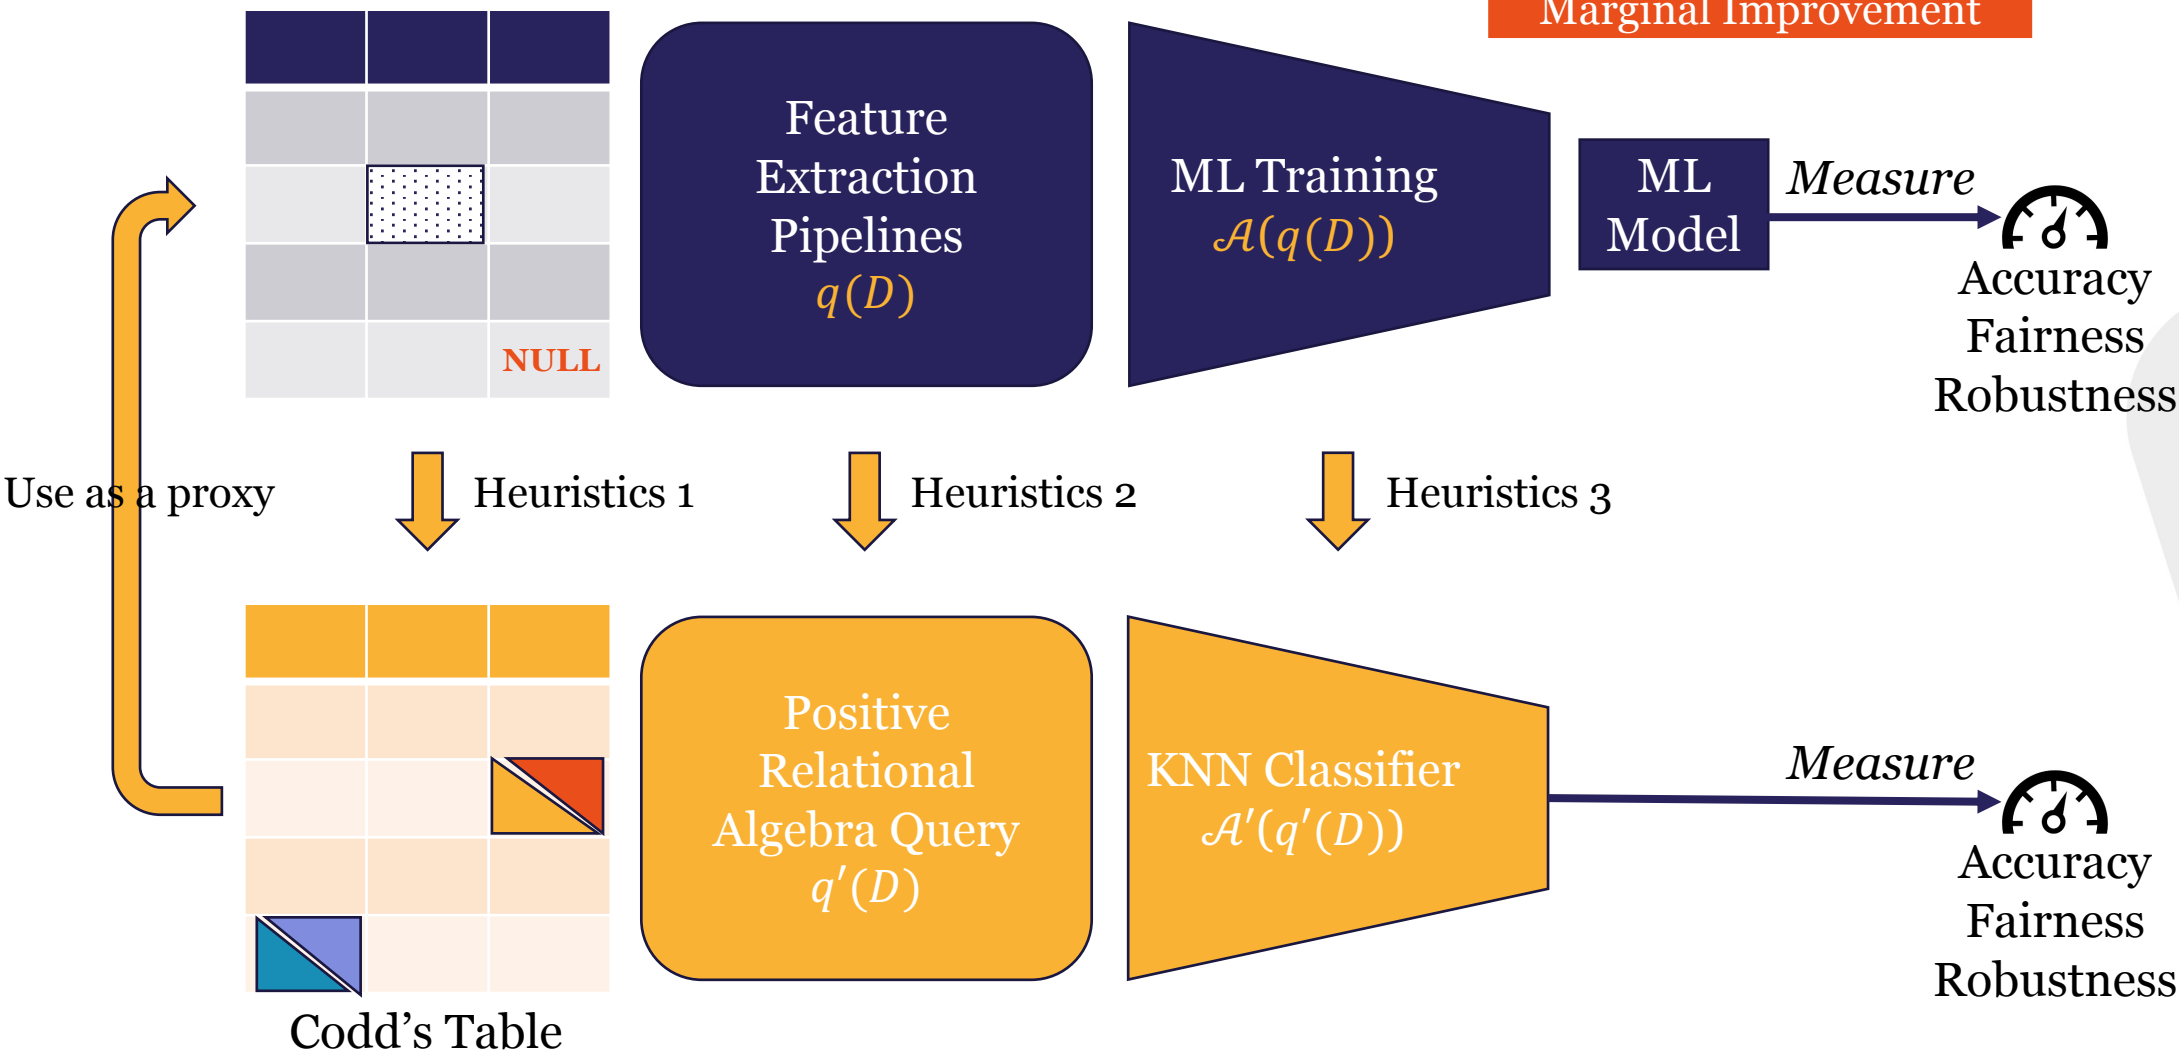 Marginal Improvement
Feature
Extraction
Pipelines
q(D)
ML Training
𝒜(q(D))
ML
Model
Measure
Accuracy
Fairness
Robustness
NULL
Use as a proxy
Heuristics 1
Heuristics 2
Heuristics 3
Positive
Relational
Algebra Query
q′(D)
KNN Classifier
𝒜′(q′(D))
Measure
Accuracy
Fairness
Robustness
Codd's Table